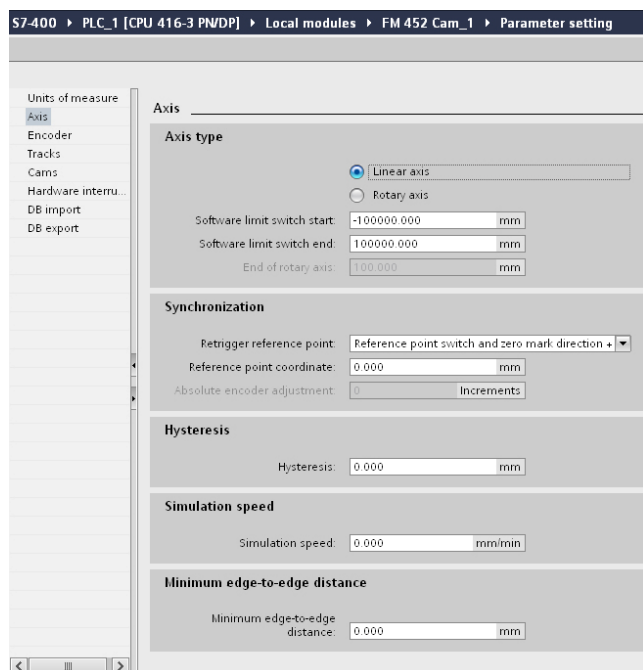 S7-400 ▸ PLC_1 [CPU 416-3 PN/DP] ▸ Local modules ▸ FM 452 Cam_1 ▸ Parameter setting
Units of measure
Axis
Encoder
Tracks
Cams
Hardware interru...
DB import
DB export
Axis
Axis type
Linear axis
Rotary axis
Software limit switch start: -100000.000 mm
Software limit switch end: 100000.000 mm
End of rotary axis: 100.000 mm
Synchronization
Retrigger reference point: Reference point switch and zero mark direction +
Reference point coordinate: 0.000 mm
Absolute encoder adjustment: 0 Increments
Hysteresis
Hysteresis: 0.000 mm
Simulation speed
Simulation speed: 0.000 mm/min
Minimum edge-to-edge distance
Minimum edge-to-edge
distance: 0.000 mm